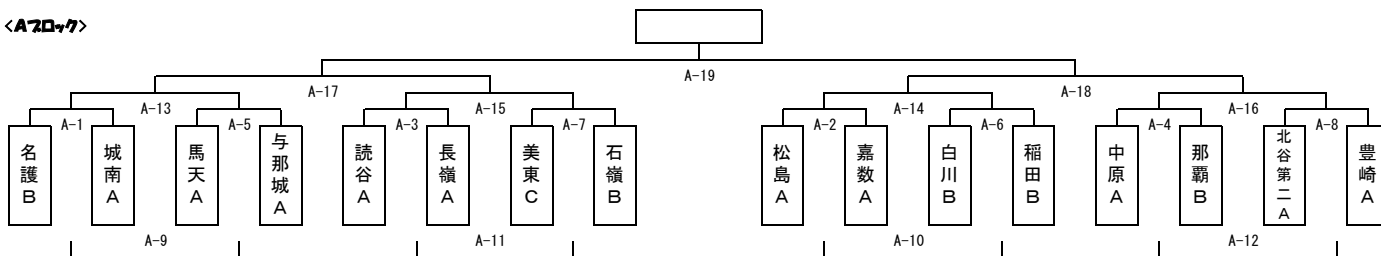 <Aブロック>
A-19
A-17
A-18
A-13
A-15
A-14
A-16
A-1
A-5
A-3
A-7
A-2
A-6
A-4
A-8
名護B
城南A
馬天A
与那城A
読谷A
長嶺A
美東C
石嶺B
松島A
嘉数A
白川B
稲田B
中原A
那覇B
北谷第二A
豊崎A
A-9
A-11
A-10
A-12